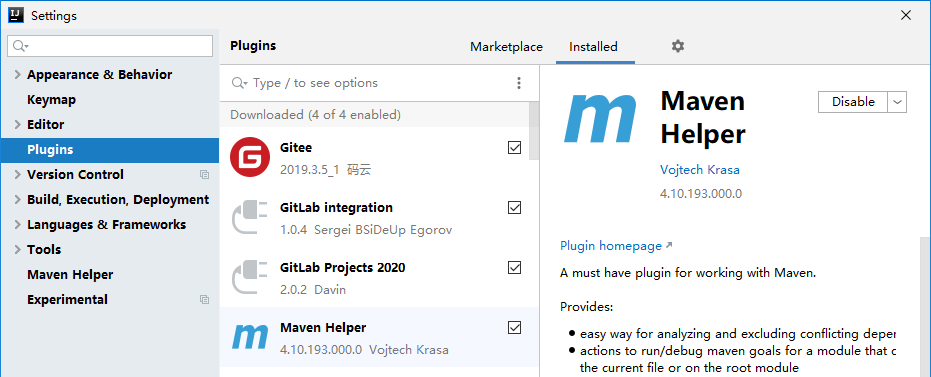 IJ Settings
Plugins Marketplace Installed
Appearance & Behavior
Keymap
Editor
Plugins
Version Control
Build, Execution, Deployment
Languages & Frameworks
Tools
Maven Helper
Experimental
Type / to see options
Downloaded (4 of 4 enabled)
Gitee
2019.3.5_1 码云
GitLab integration
1.0.4 Sergei BSiDeUp Egorov
GitLab Projects 2020
2.0.2 Davin
Maven Helper
4.10.193.000.0 Vojtech Krasa
Maven
Helper
Disable
Vojtech Krasa
4.10.193.000.0
Plugin homepage
A must have plugin for working with Maven.
Provides:
easy way for analyzing and excluding conflicting deper
actions to run/debug maven goals for a module that c
the current file or on the root module